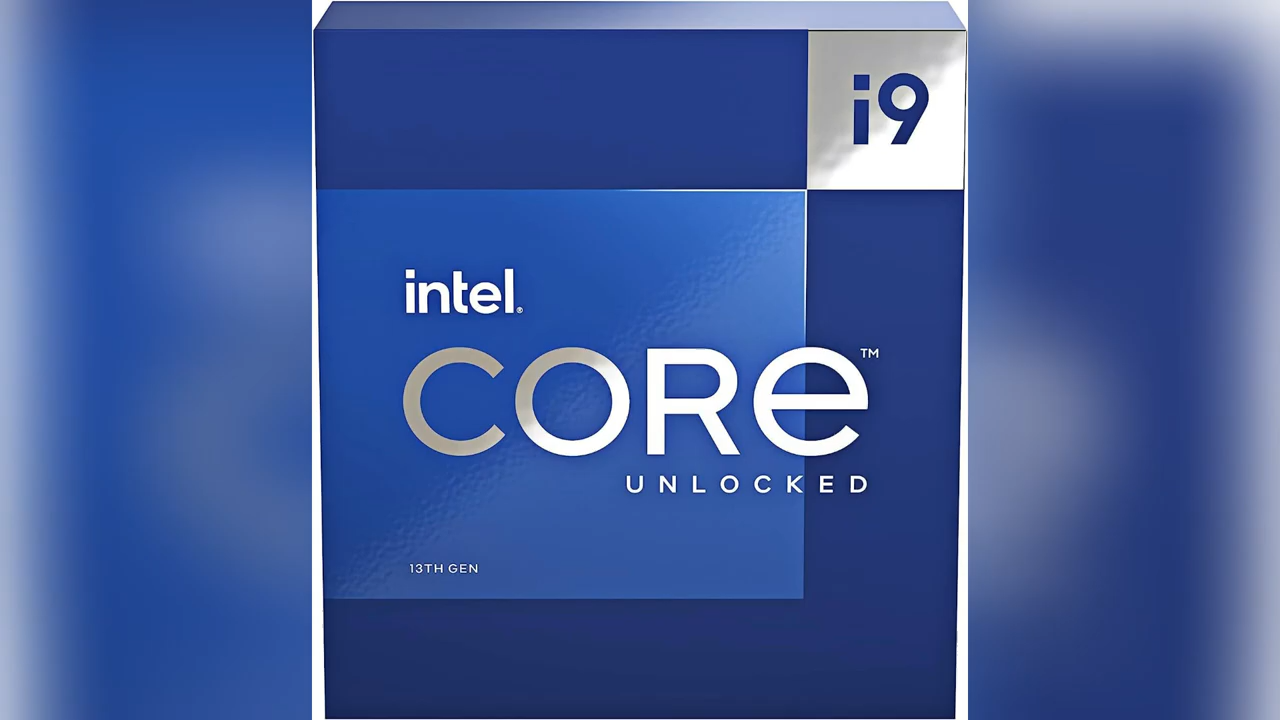 i9
intel®
CORE™
UNLOCKED
13TH GEN